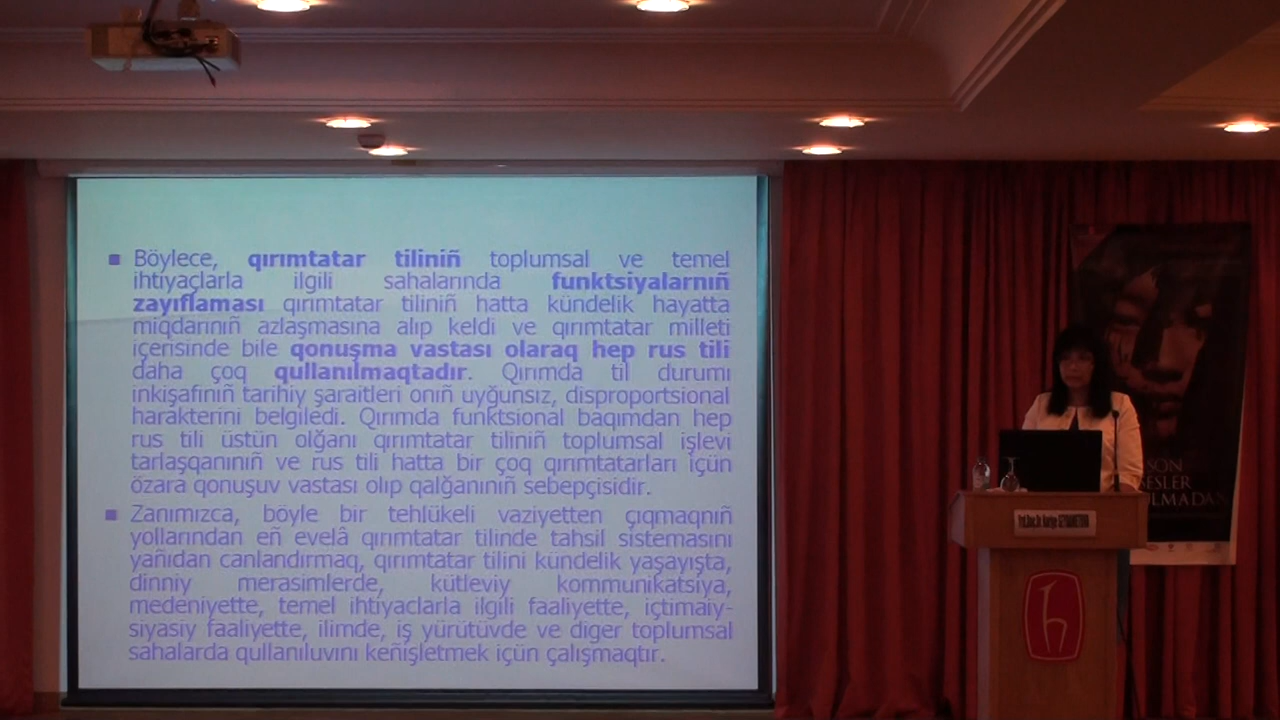 Böylece, qırımtatar tiliniñ toplumsal ve temel
ihtiyaçlarla ilgili sahalarında funktsiyalarnıñ
zayıflaması qırımtatar tiliniñ hatta kündelik hayatta
miqdarınıñ azlaşmasına alıp keldi ve qırımtatar milleti
içerisinde bile qonuşma vastası olaraq hep rus tili
daha çoq qullanılmaqtadır. Qırımda til durumı
inkişafınıñ tarihiy şaraitleri onıñ uyğunsız, disproportsional
harakterini belgiledi. Qırımda funktsional baqımdan hep
rus tili üstün olğanı qırımtatar tiliniñ toplumsal işlevi
tarlaşqanınıñ ve rus tili hatta bir çoq qırımtatarları içün
özara qonuşuv vastası olıp qalğanınıñ sebepçisidir.
Zanımızca, böyle bir tehlükeli vaziyetten çıqmaqnıñ
yollarından eñ evelâ qırımtatar tilinde tahsil sistemasını
yañıdan canlandırmaq, qırımtatar tilini kündelik yaşayışta,
dinniy merasimlerde, kütleviy kommunikatsiya,
medeniyette, temel ihtiyaclarla ilgili faaliyette, içtimaiy-
siyasiy faaliyette, ilimde, iş yürütüvde ve diger toplumsal
sahalarda qullanıluvını keñişletmek içün çalışmaqtır.
SON
SESLER